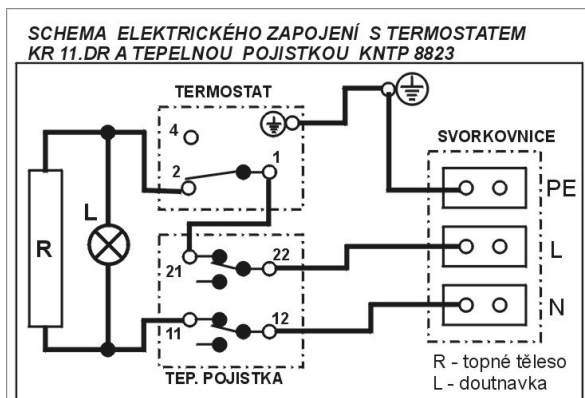 SCHEMA ELEKTRICKÉHO ZAPOJENÍ S TERMOSTATEM
KR 11.DR A TEPELNOU POJISTKOU KNTP 8823
TERMOSTAT
4
2
1
SVORKOVNICE
PE
L
N
L
R
21
22
11
12
TEP. POJISTKA
R - topné těleso
L - doutnavka